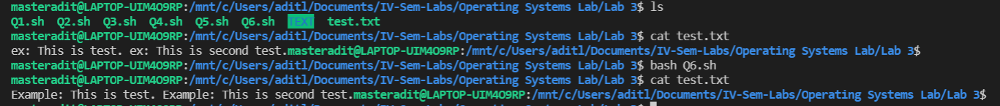 masteradit@LAPTOP-UIM4O9RP:/mnt/c/Users/aditl/Documents/IV-Sem-Labs/Operating Systems Lab/Lab 3$ ls
Q1.sh  Q2.sh  Q3.sh  Q4.sh  Q5.sh  Q6.sh  TEXT  test.txt
masteradit@LAPTOP-UIM4O9RP:/mnt/c/Users/aditl/Documents/IV-Sem-Labs/Operating Systems Lab/Lab 3$ cat test.txt
ex: This is test. ex: This is second test.masteradit@LAPTOP-UIM4O9RP:/mnt/c/Users/aditl/Documents/IV-Sem-Labs/Operating Systems Lab/Lab 3$
masteradit@LAPTOP-UIM4O9RP:/mnt/c/Users/aditl/Documents/IV-Sem-Labs/Operating Systems Lab/Lab 3$ bash Q6.sh
masteradit@LAPTOP-UIM4O9RP:/mnt/c/Users/aditl/Documents/IV-Sem-Labs/Operating Systems Lab/Lab 3$ cat test.txt
Example: This is test. Example: This is second test.masteradit@LAPTOP-UIM4O9RP:/mnt/c/Users/aditl/Documents/IV-Sem-Labs/Operating Systems Lab/Lab 3$